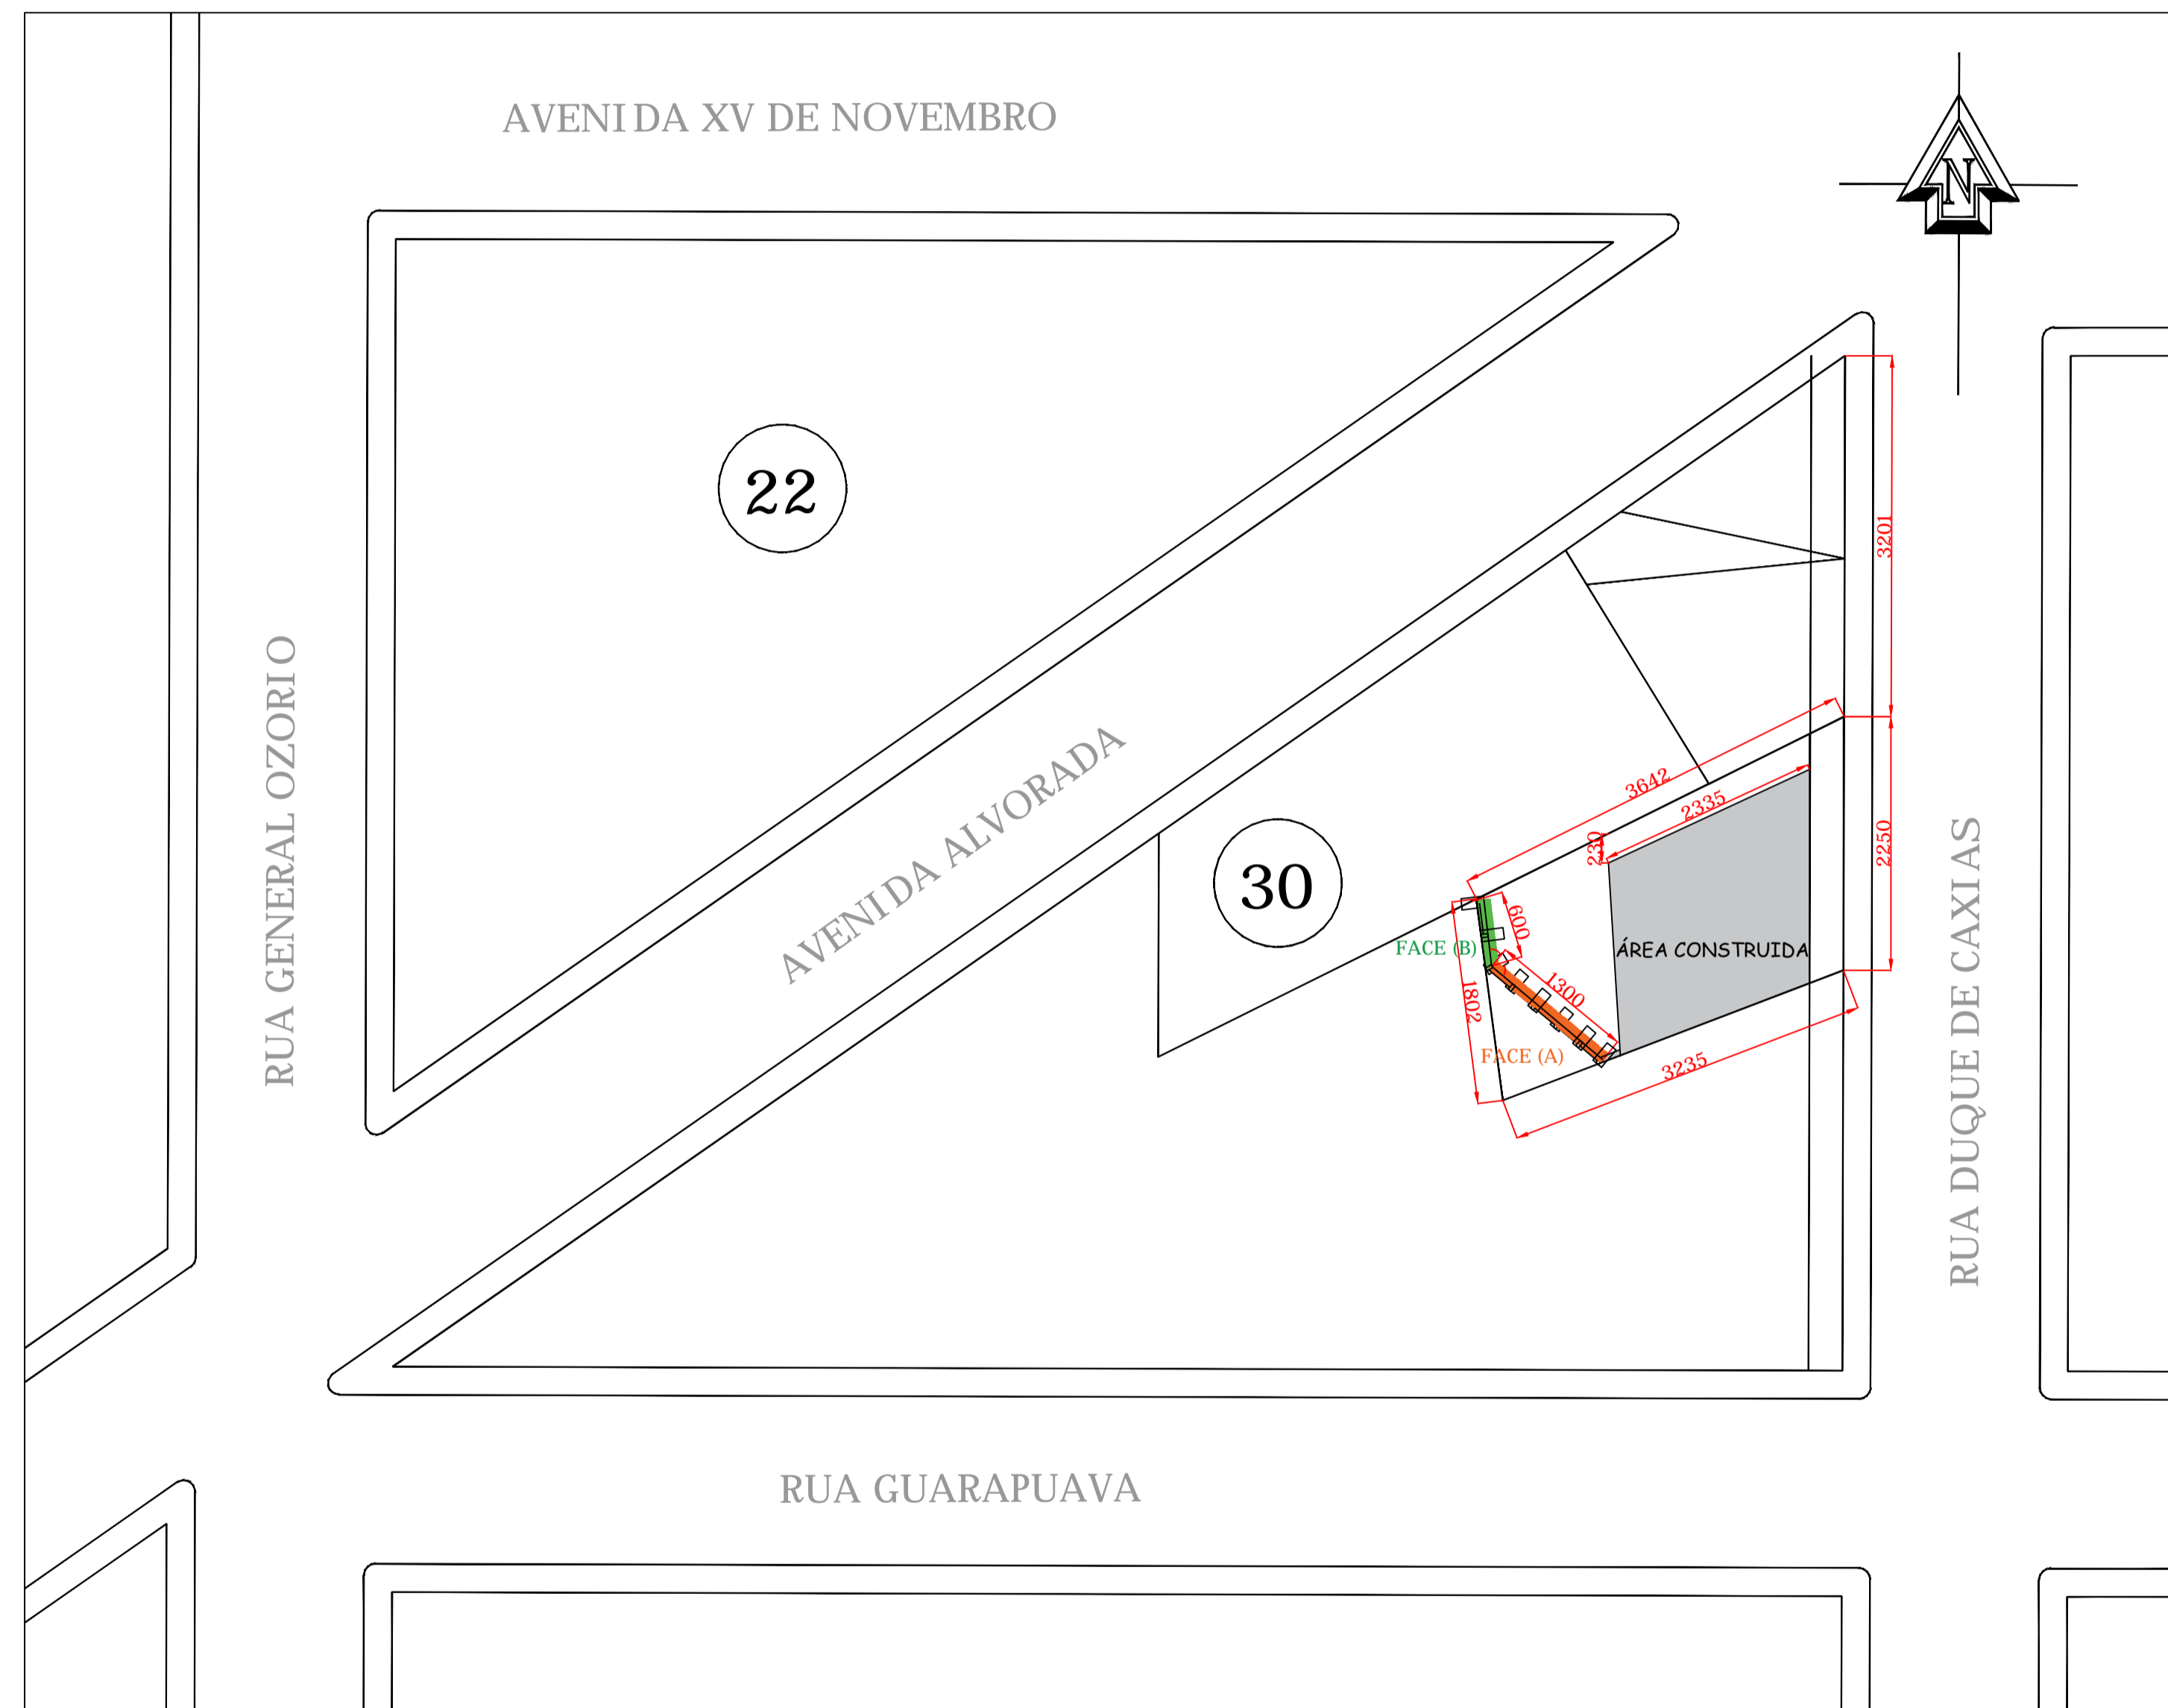 AVENIDA XV DE NOVEMBRO
N
22
3201
RUA GENERAL OZORIO
AVENIDA ALVORADA
3642
2335
230
2250
30
600
FACE (B)
ÁREA CONSTRUIDA
1300
1802
FACE (A)
3235
RUA DUQUE DE CAXIAS
RUA GUARAPUAVA